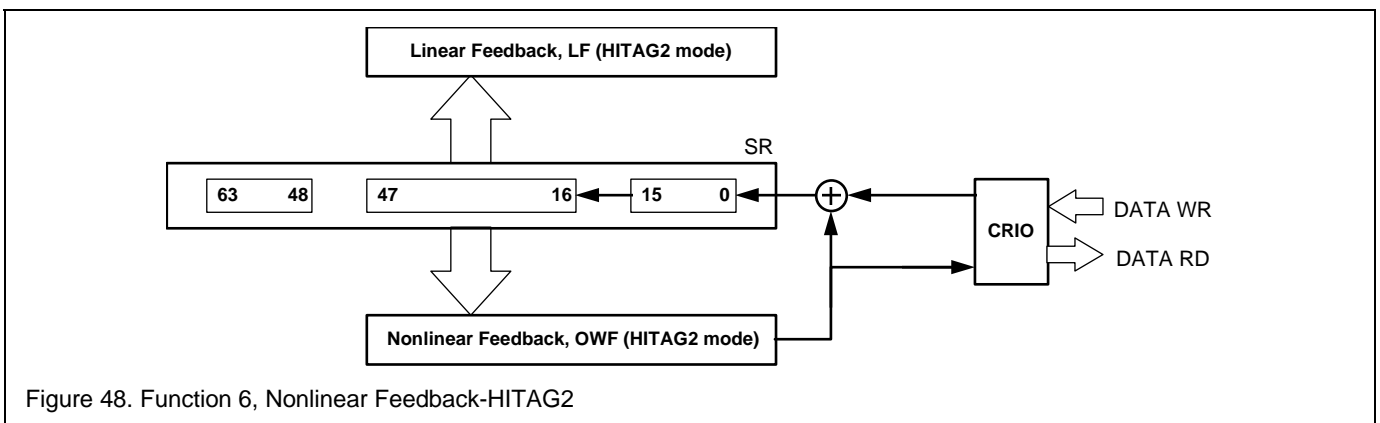 Linear Feedback, LF (HITAG2 mode)
SR
63 48 47 16 15 0
CRIO
DATA WR
DATA RD
Nonlinear Feedback, OWF (HITAG2 mode)
Figure 48. Function 6, Nonlinear Feedback-HITAG2